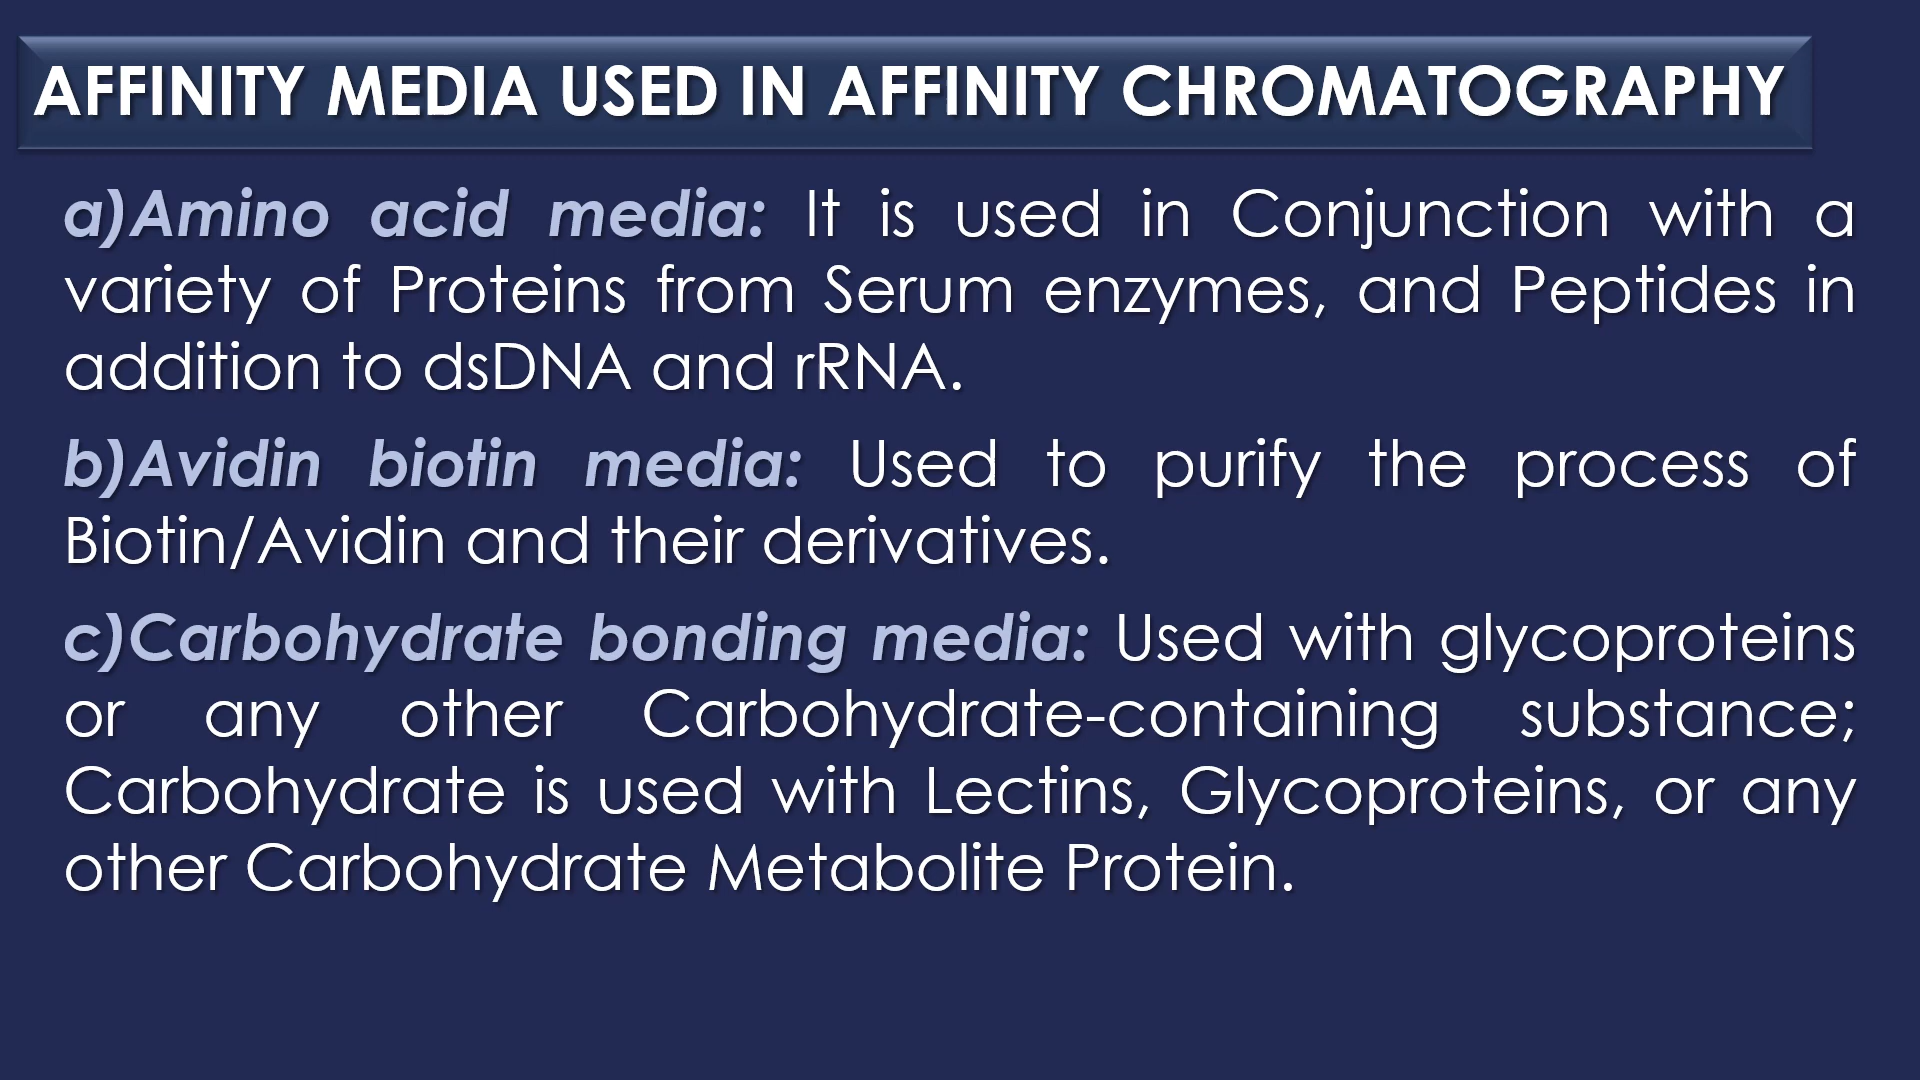 AFFINITY MEDIA USED IN AFFINITY CHROMATOGRAPHY
a)Amino acid media: It is used in Conjunction with a
variety of Proteins from Serum enzymes, and Peptides in
addition to dsDNA and rRNA.
b)Avidin biotin media: Used to purify the process of
Biotin/Avidin and their derivatives.
c)Carbohydrate bonding media: Used with glycoproteins
or any other Carbohydrate-containing substance;
Carbohydrate is used with Lectins, Glycoproteins, or any
other Carbohydrate Metabolite Protein.